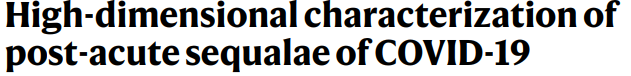 High-dimensional characterization of
post-acute sequalae of COVID-19